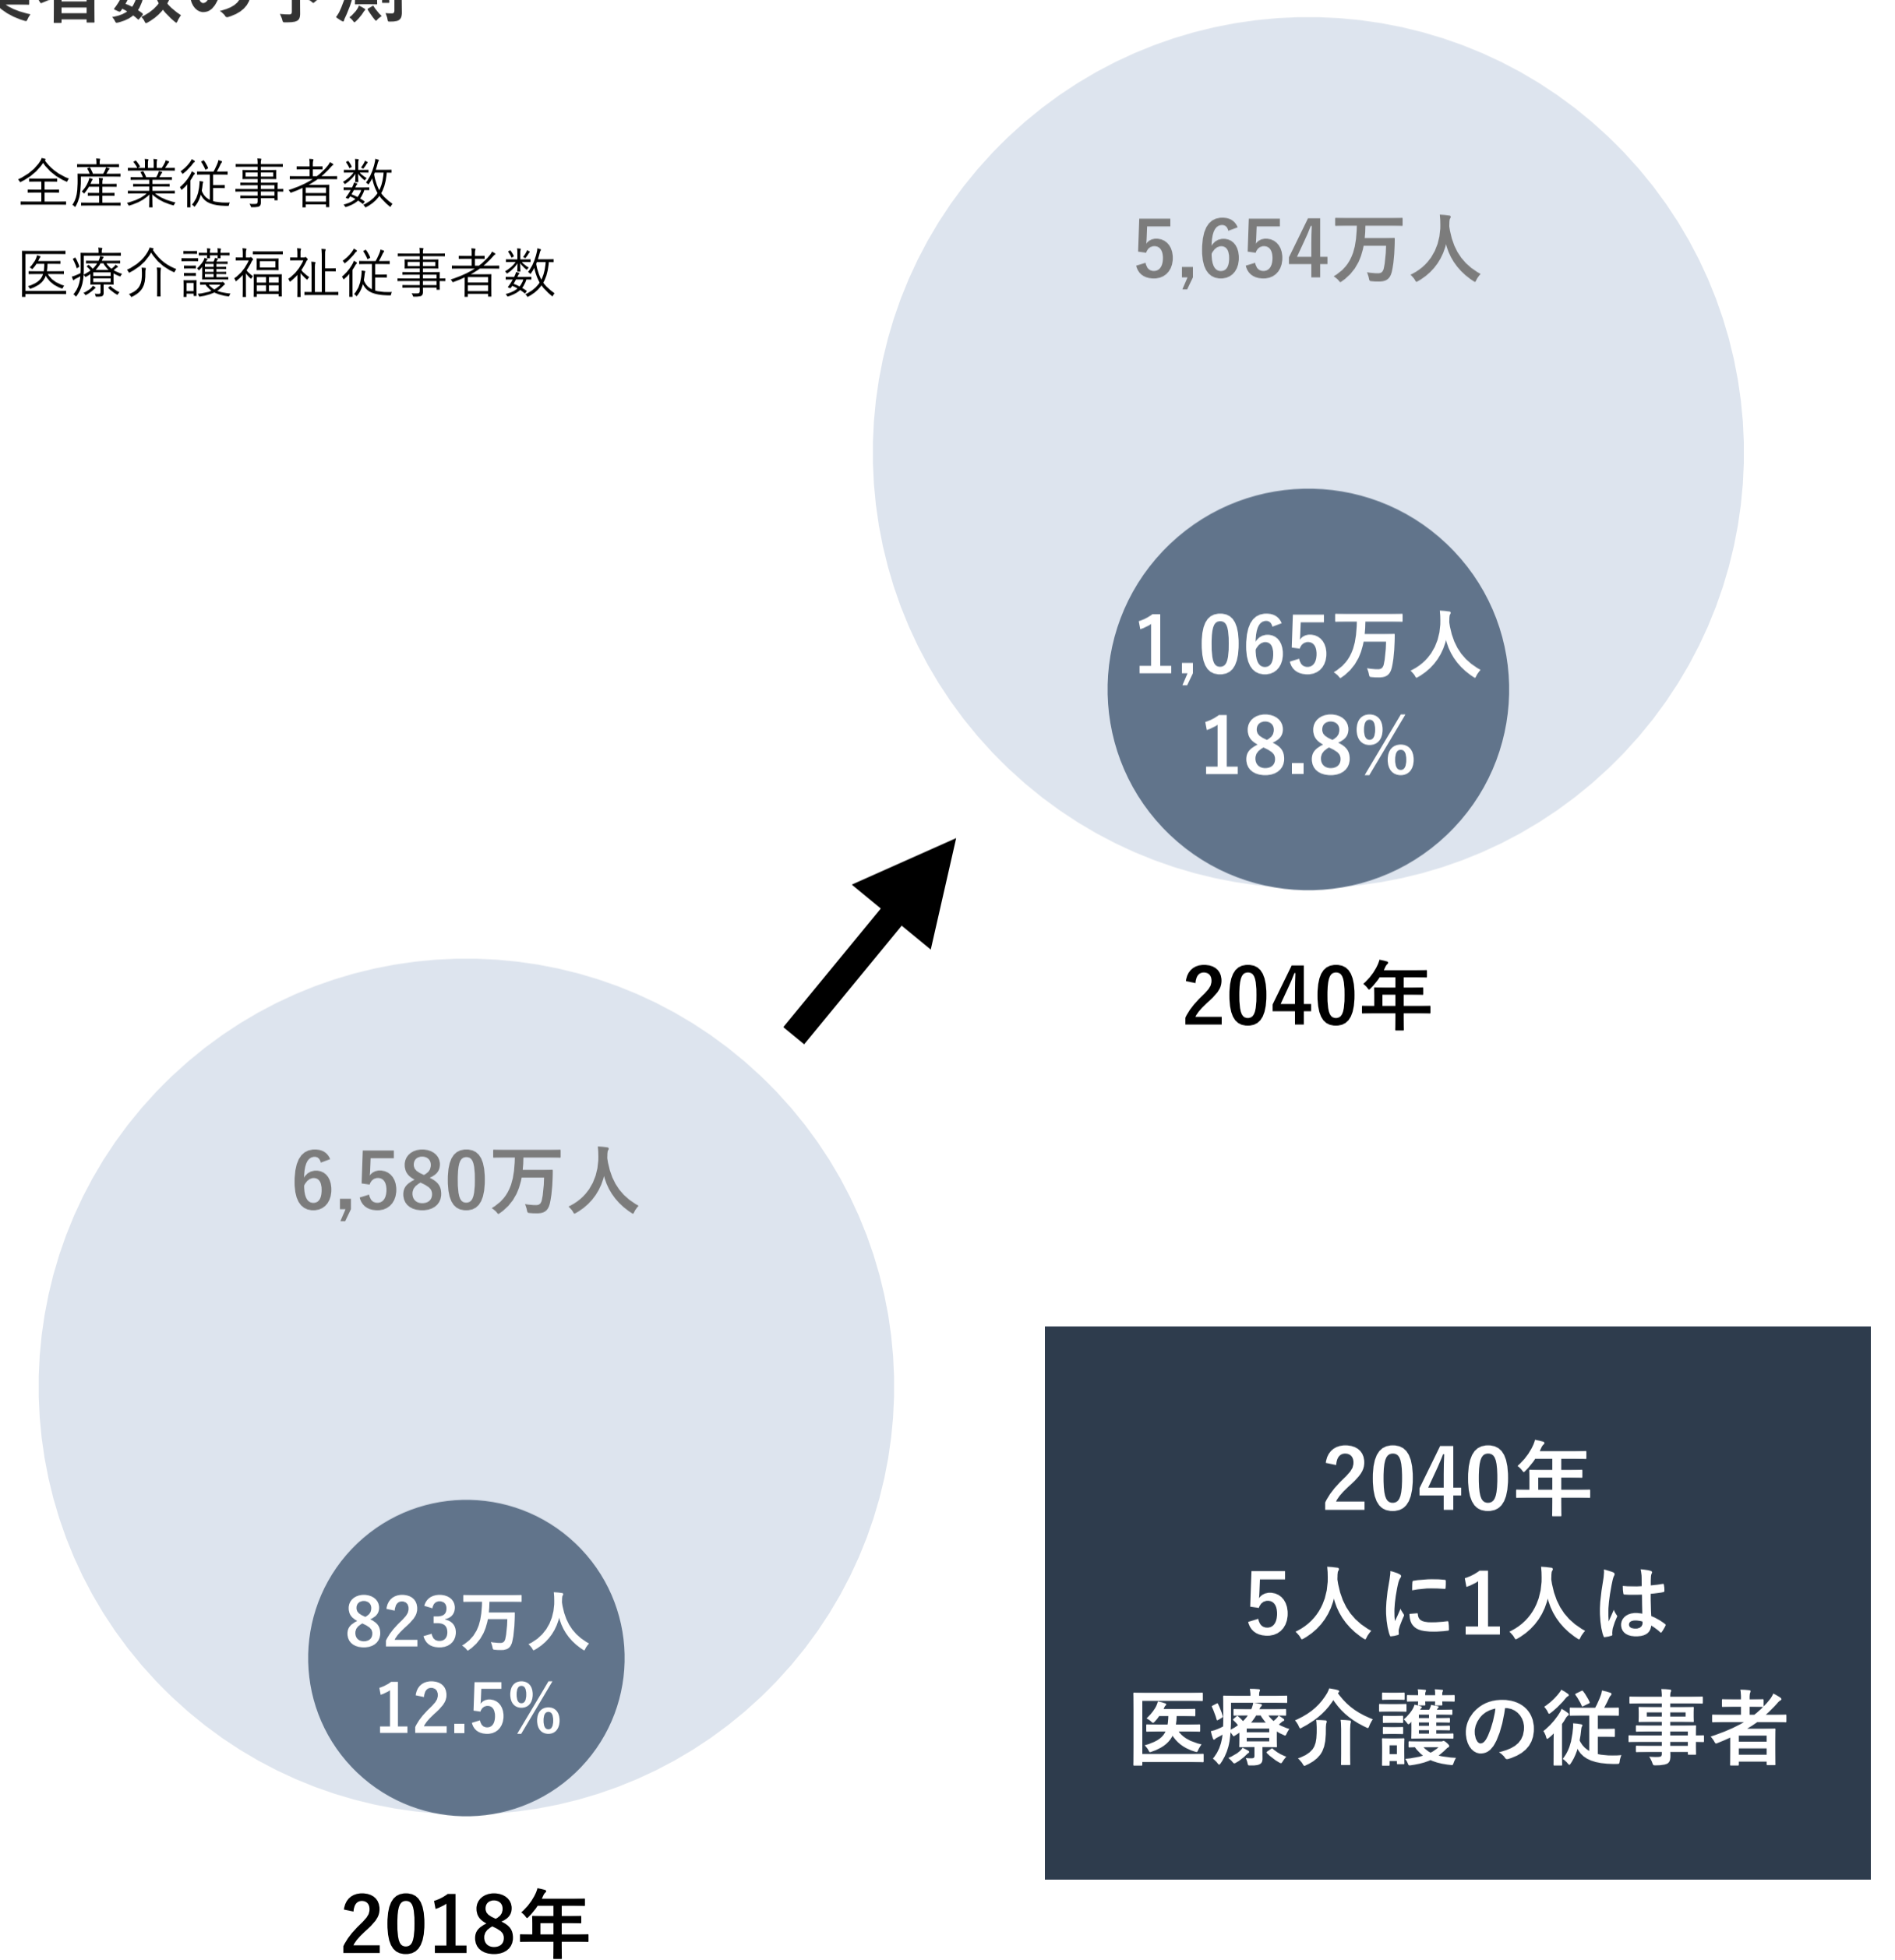 全産業従事者数
医療介護福祉従事者数
5,654万人
1,065万人
18.8%
2040年
6,580万人
823万人
12.5%
2018年
2040年
5人に1人は
医療介護の従事者